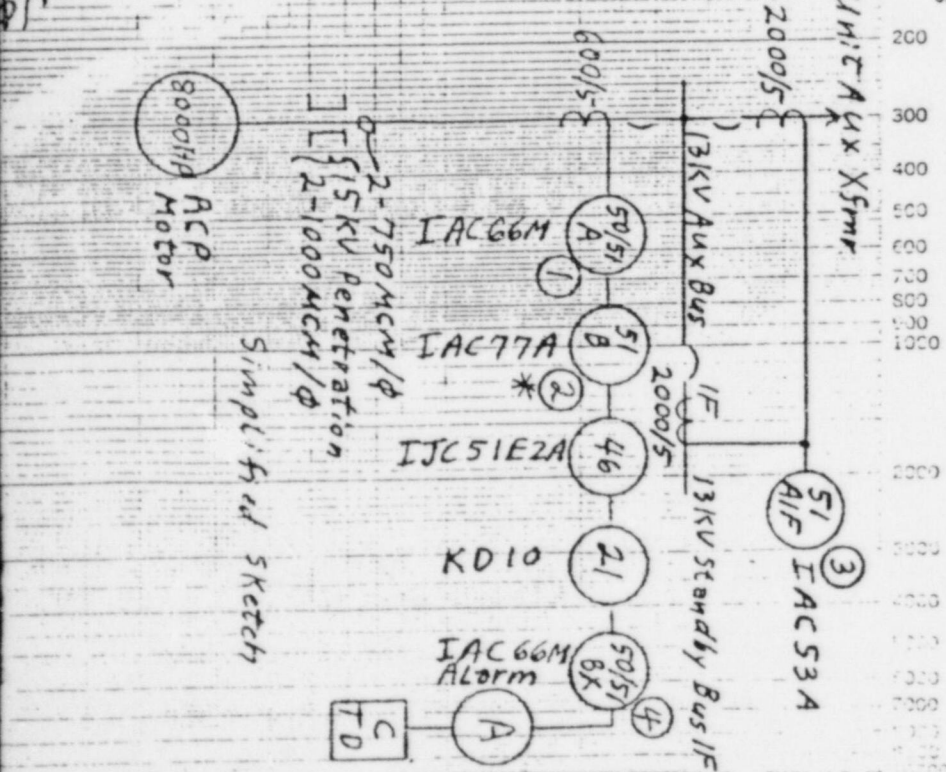 Unit Aux Xfmr
2000/5
600/5
13KV Aux Bus
1F
2000/5
13KV Standby Bus 1F
51
A1F
3
IAC53A
50/51
A
1
IAC66M
51
B
2
*
IAC77A
46
IJC51E2A
21
KD10
50/51
BX
4
IAC66M
Alarm
A
C
TD
2-750MCM/Φ
15KV Penetration
2-1000MCM/Φ
8000HP
RCP
Motor
Simplified Sketch
200
300
400
500
600
700
800
900
1000
2000
3000
4000
7000